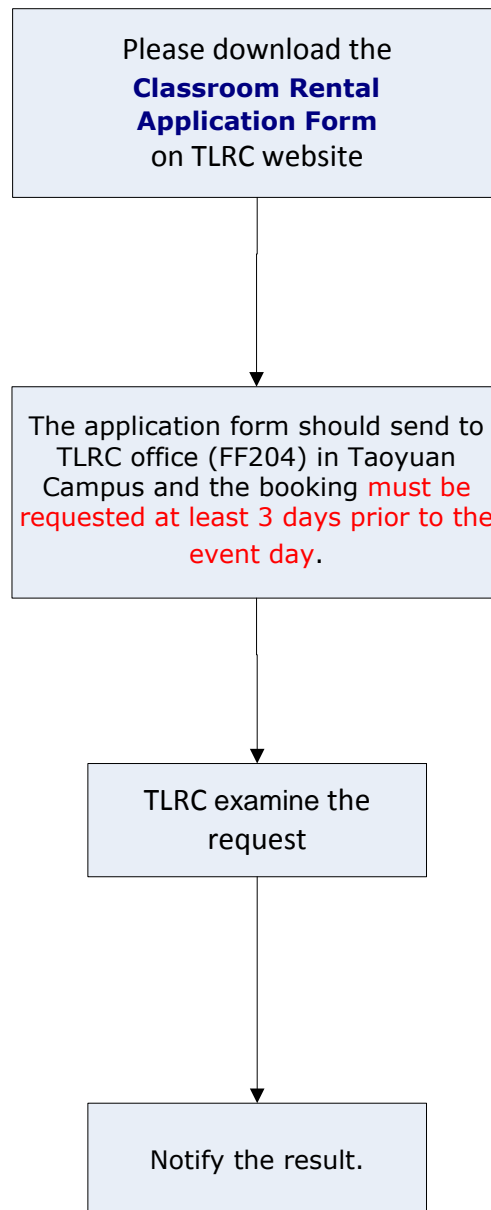 Please download the
Classroom Rental
Application Form
on TLRC website
The application form should send to
TLRC office (FF204) in Taoyuan
Campus and the booking must be
requested at least 3 days prior to the
event day.
TLRC examine the
request
Notify the result.